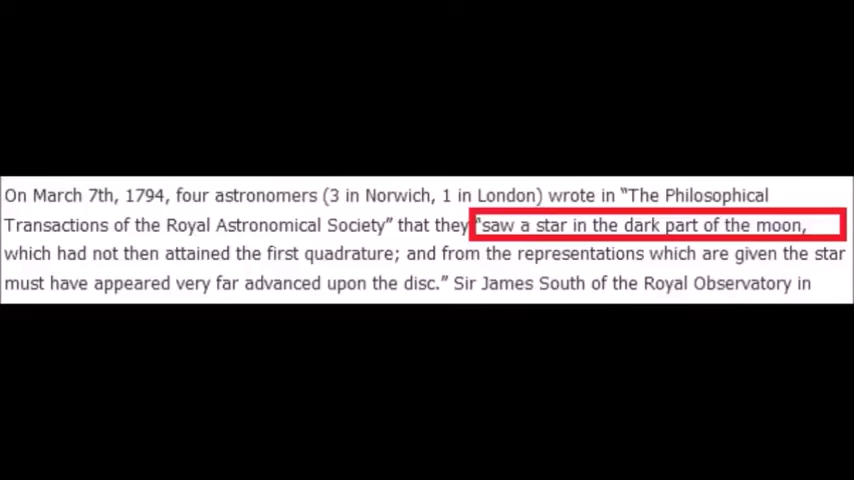 On March 7th, 1794, four astronomers (3 in Norwich, 1 in London) wrote in “The Philosophical
Transactions of the Royal Astronomical Society” that they “saw a star in the dark part of the moon,
which had not then attained the first quadrature; and from the representations which are given the star
must have appeared very far advanced upon the disc.” Sir James South of the Royal Observatory in